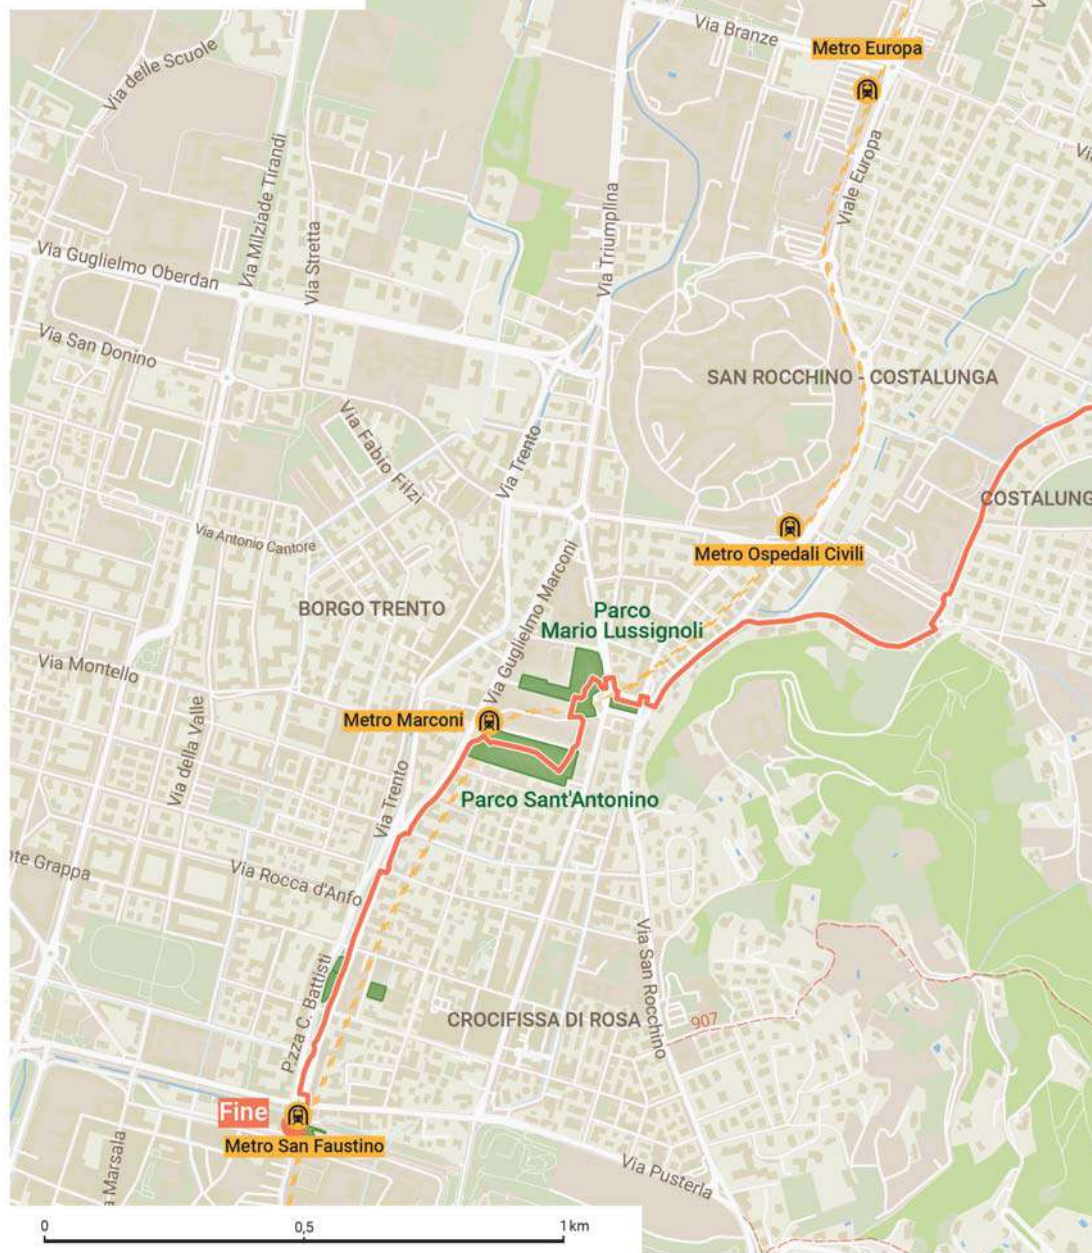 Via Branze
Metro Europa
Via delle Scuole
Viale Europa
Via Milziade Tirandi
Via Stretta
Via Triumplina
Via Guglielmo Oberdan
Via San Donino
SAN ROCCHINO - COSTALUNGA
Via Fabio Filzi
Via Trento
COSTALUNG
Via Antonio Cantore
Metro Ospedali Civili
Via Guglielmo Marconi
BORGO TRENTO
Parco
Mario Lussignoli
Via Montello
Metro Marconi
Via della Valle
Via Trento
Parco Sant'Antonino
nte Grappa
Via Rocca d'Anfo
Via San Rocchino
P.zza C. Battisti
CROCIFISSA DI ROSA
907
Fine
Metro San Faustino
Marsala
Via Pusterla
0
0,5
1 km